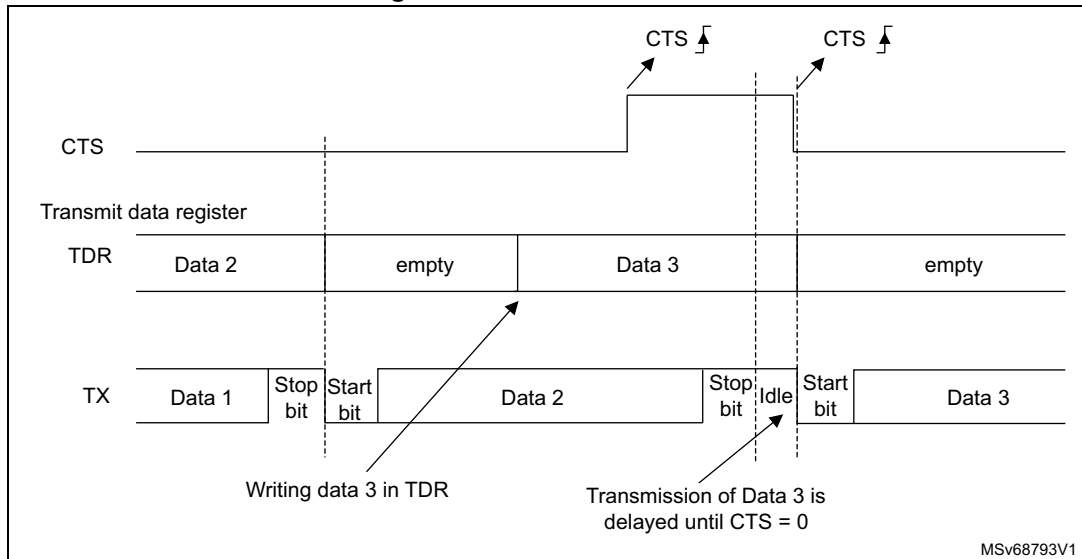 CTS CTS
CTS
Transmit data register
TDR Data 2 empty Data 3 empty
TX Data 1 Stop bit Start bit Data 2 Stop bit Idle Start bit Data 3
Writing data 3 in TDR
Transmission of Data 3 is
delayed until CTS = 0
MSv68793V1